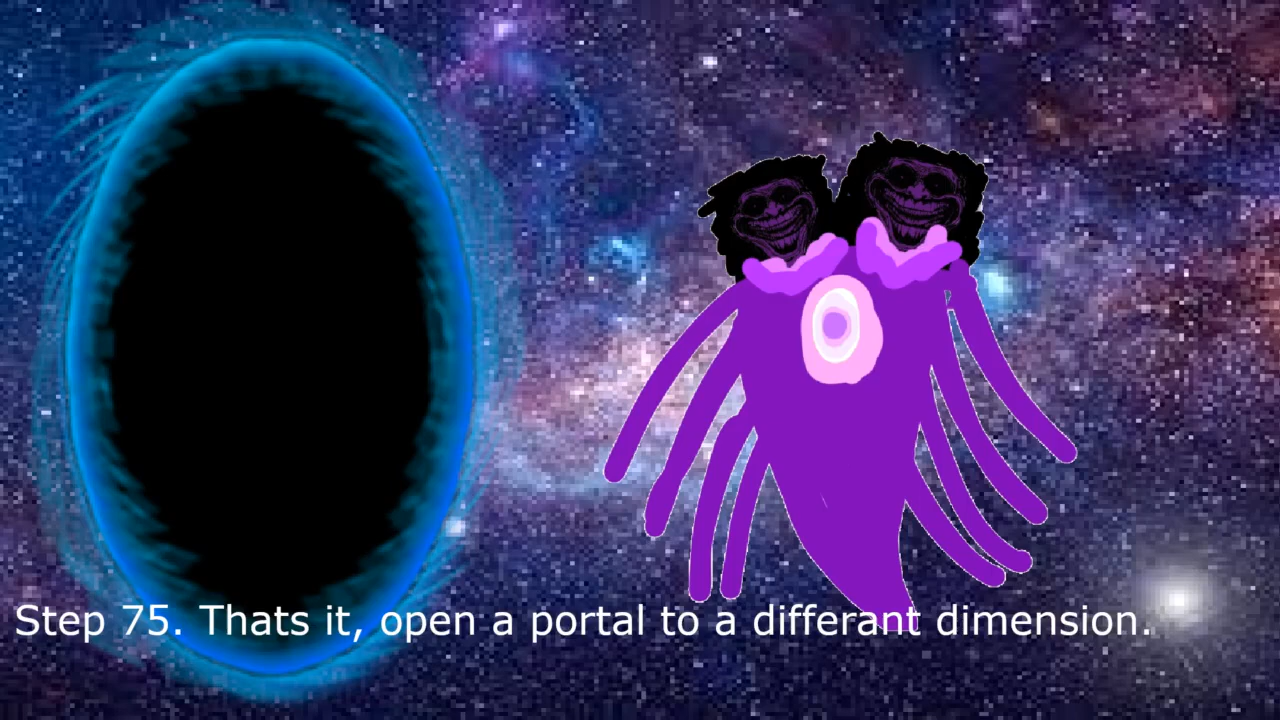 Step 75. Thats it, open a portal to a differant dimension.